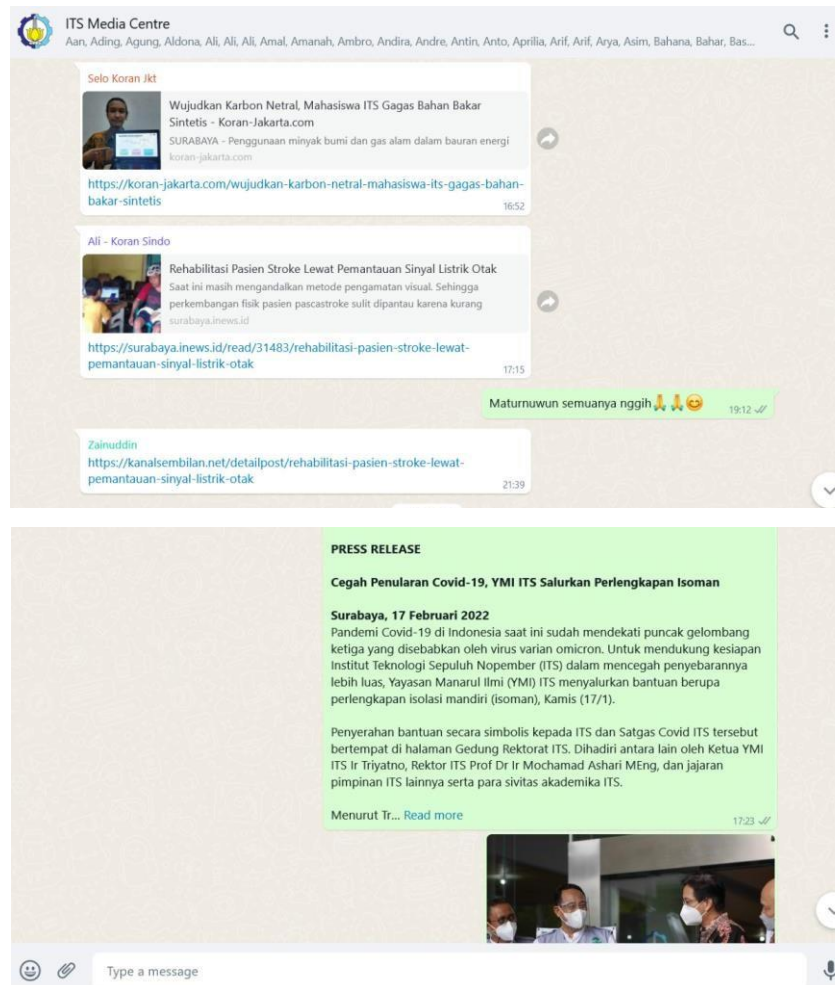 ITS Media Centre
Aan, Ading, Agung, Aldona, Ali, Ali, Ali, Amal, Amanah, Ambro, Andira, Andre, Antin, Anto, Aprilia, Arif, Arif, Arya, Asim, Bahana, Bahar, Bas...
Selo Koran Jkt
Wujudkan Karbon Netral, Mahasiswa ITS Gagas Bahan Bakar
Sintetis - Koran-Jakarta.com
SURABAYA - Penggunaan minyak bumi dan gas alam dalam bauran energi
koran-jakarta.com
https://koran-jakarta.com/wujudkan-karbon-netral-mahasiswa-its-gagas-bahan-
bakar-sintetis
16:52
Ali - Koran Sindo
Rehabilitasi Pasien Stroke Lewat Pemantauan Sinyal Listrik Otak
Saat ini masih mengandalkan metode pengamatan visual. Sehingga
perkembangan fisik pasien pascastroke sulit dipantau karena kurang
surabaya.inews.id
https://surabaya.inews.id/read/31483/rehabilitasi-pasien-stroke-lewat-
pemantauan-sinyal-listrik-otak
17:15
Maturnuwun semuanya nggih🙏🙏😊 19:12
Zainuddin
https://kanalsembilan.net/detailpost/rehabilitasi-pasien-stroke-lewat-
pemantauan-sinyal-listrik-otak
21:39
PRESS RELEASE
Cegah Penularan Covid-19, YMI ITS Salurkan Perlengkapan Isoman
Surabaya, 17 Februari 2022
Pandemi Covid-19 di Indonesia saat ini sudah mendekati puncak gelombang
ketiga yang disebabkan oleh virus varian omicron. Untuk mendukung kesiapan
Institut Teknologi Sepuluh Nopember (ITS) dalam mencegah penyebarannya
lebih luas, Yayasan Manarul Ilmi (YMI) ITS menyalurkan bantuan berupa
perlengkapan isolasi mandiri (isoman), Kamis (17/1).
Penyerahan bantuan secara simbolis kepada ITS dan Satgas Covid ITS tersebut
bertempat di halaman Gedung Rektorat ITS. Dihadiri antara lain oleh Ketua YMI
ITS Ir Triyatno, Rektor ITS Prof Dr Ir Mochamad Ashari MEng, dan jajaran
pimpinan ITS lainnya serta para sivitas akademika ITS.
Menurut Tr... Read more
17:23
Type a message